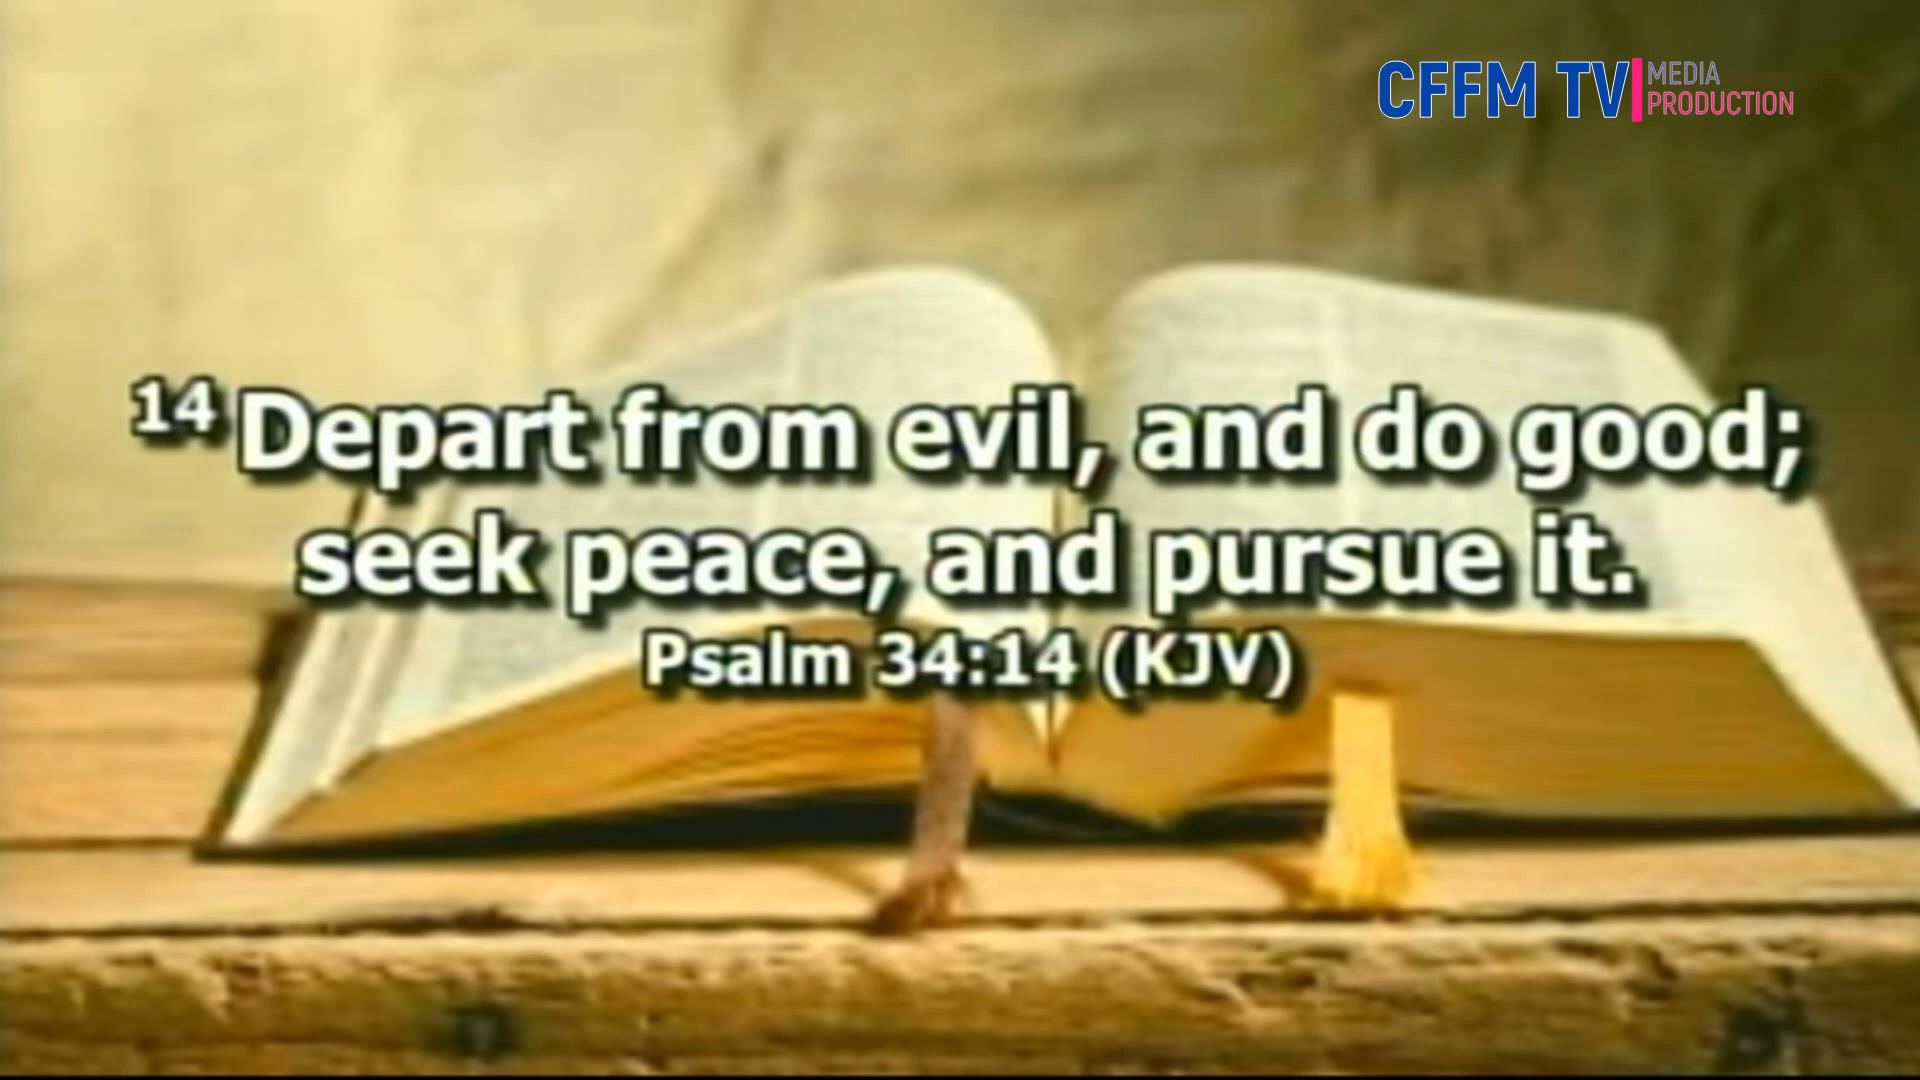 CFFM TV MEDIA
PRODUCTION
14 Depart from evil, and do good;
seek peace, and pursue it.
Psalm 34:14 (KJV)